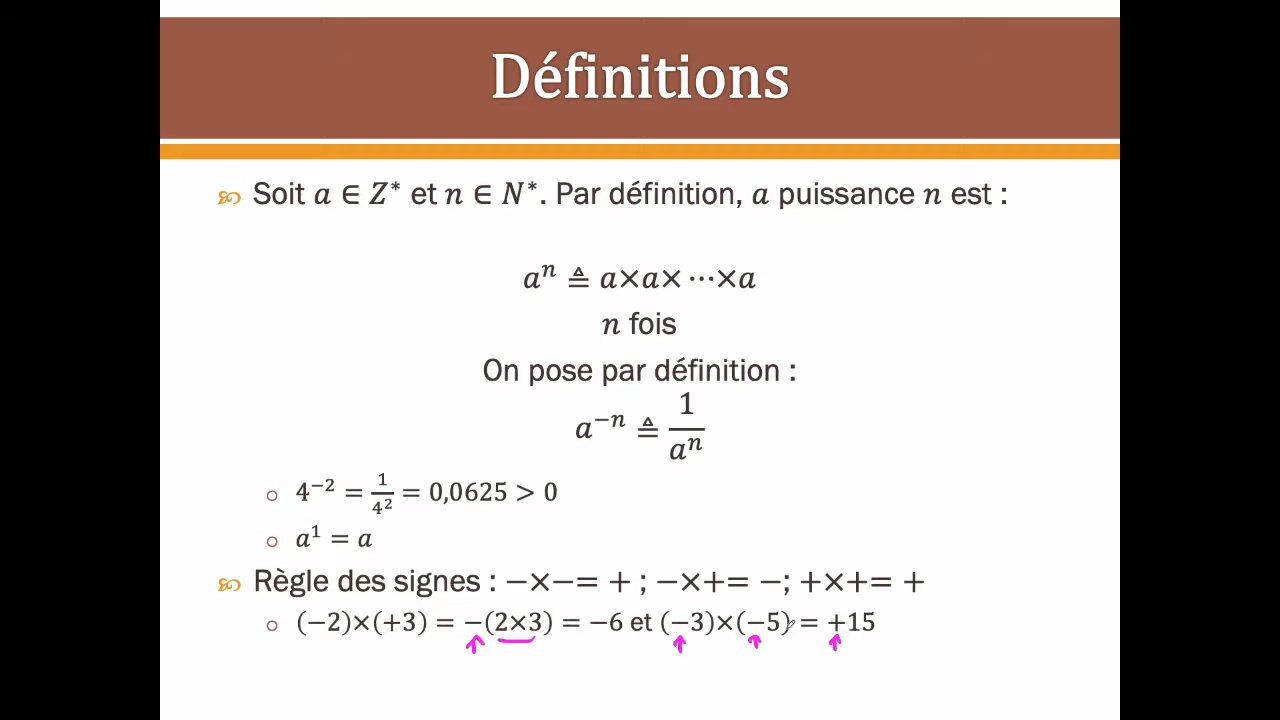 Définitions
Soit a ∈ Z* et n ∈ N*. Par définition, a puissance n est :
aⁿ ≜ a×a× ⋯×a
n fois
On pose par définition :
a⁻ⁿ ≜ 1/aⁿ
4⁻² = 1/4² = 0,0625 > 0
a¹ = a
Règle des signes : −×−= + ; −×+= −; +×+= +
(−2)×(+3) = −(2×3) = −6 et (−3)×(−5) = +15